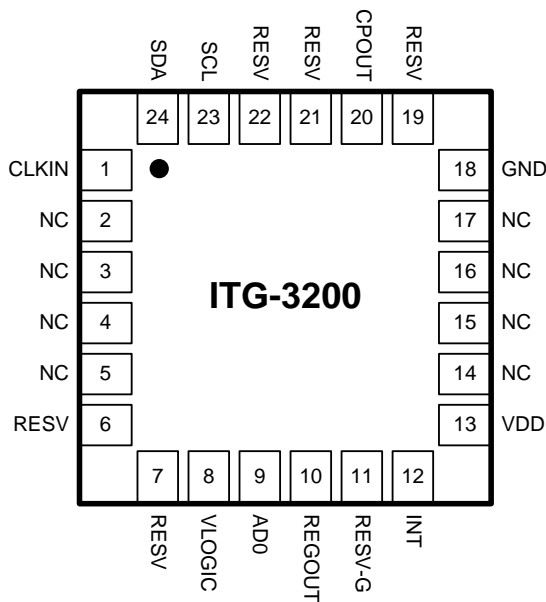 SDA
SCL
RESV
RESV
CPOUT
RESV
24
23
22
21
20
19
CLKIN 1
18 GND
NC 2
17 NC
NC 3
16 NC
ITG-3200
NC 4
15 NC
NC 5
14 NC
RESV 6
13 VDD
7
8
9
10
11
12
RESV
VLOGIC
AD0
REGOUT
RESV-G
INT